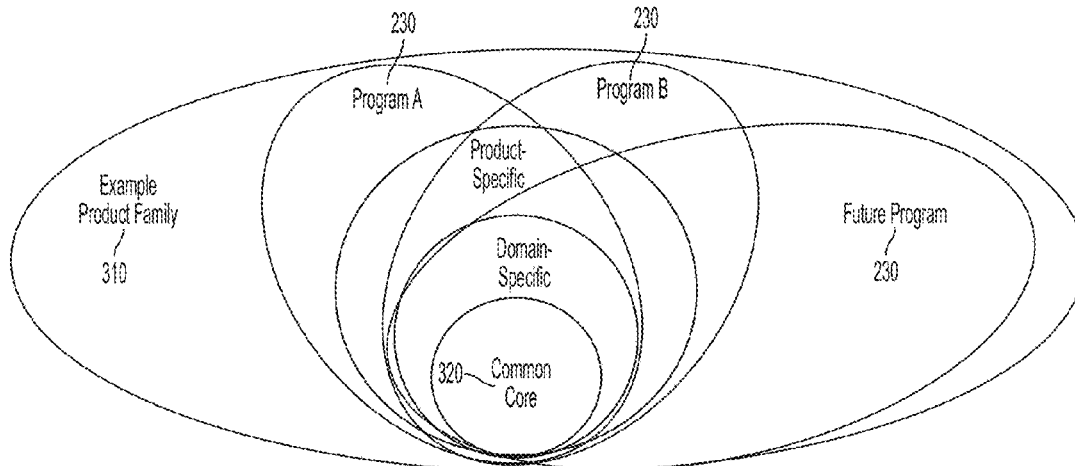 230
230
Program A
Program B
Product-
Specific
Example
Product Family
310
Future Program
230
Domain-
Specific
320
Common
Core